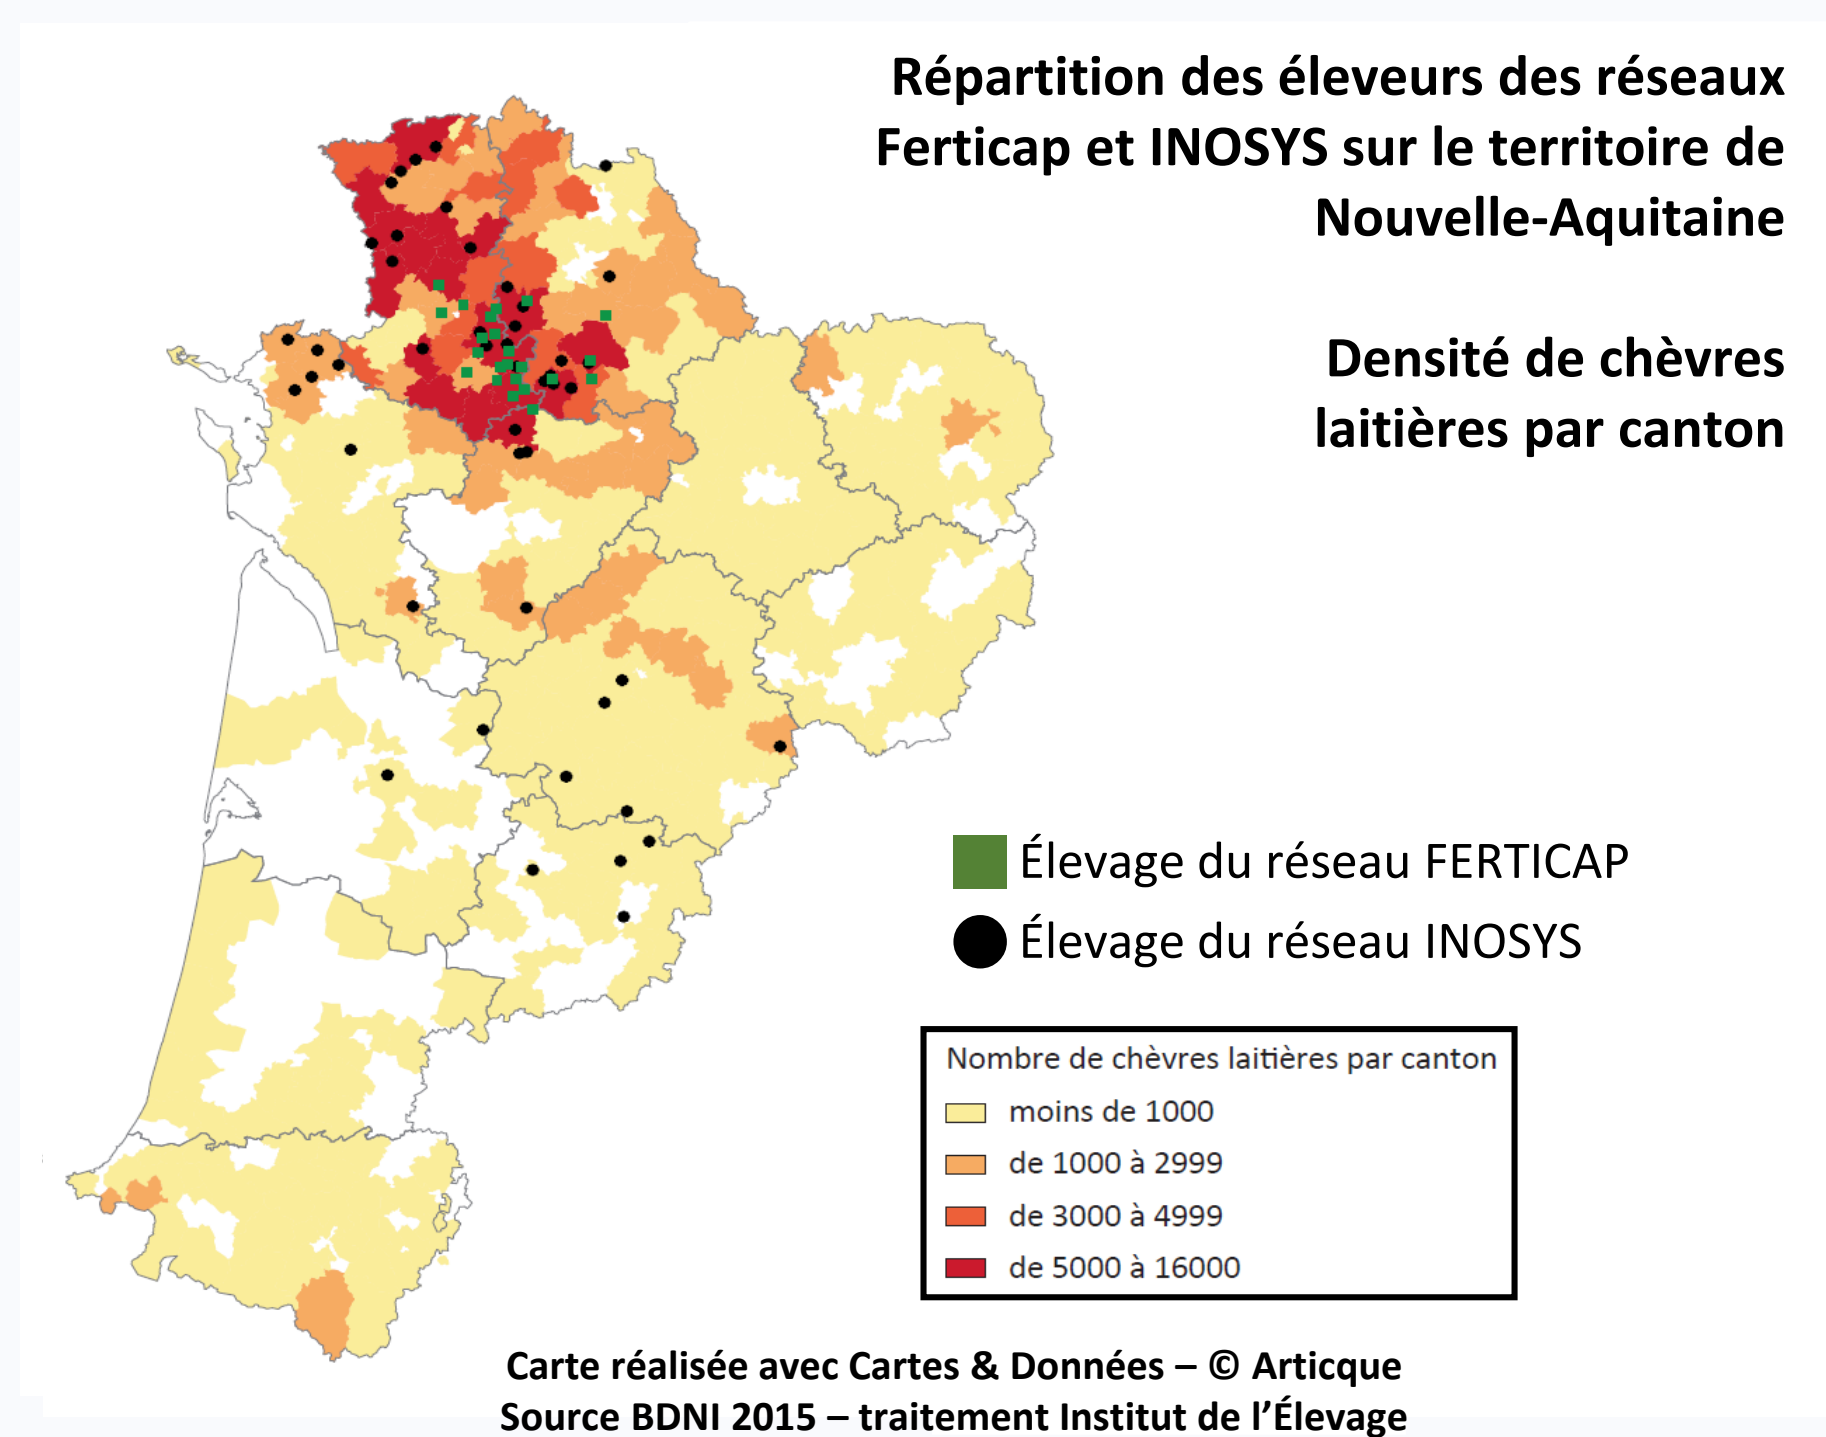 Répartition des éleveurs des réseaux
Ferticap et INOSYS sur le territoire de
Nouvelle-Aquitaine
Densité de chèvres
laitières par canton
Élevage du réseau FERTICAP
Élevage du réseau INOSYS
Nombre de chèvres laitières par canton
moins de 1000
de 1000 à 2999
de 3000 à 4999
de 5000 à 16000
Carte réalisée avec Cartes & Données – © Articque
Source BDNI 2015 – traitement Institut de l’Élevage